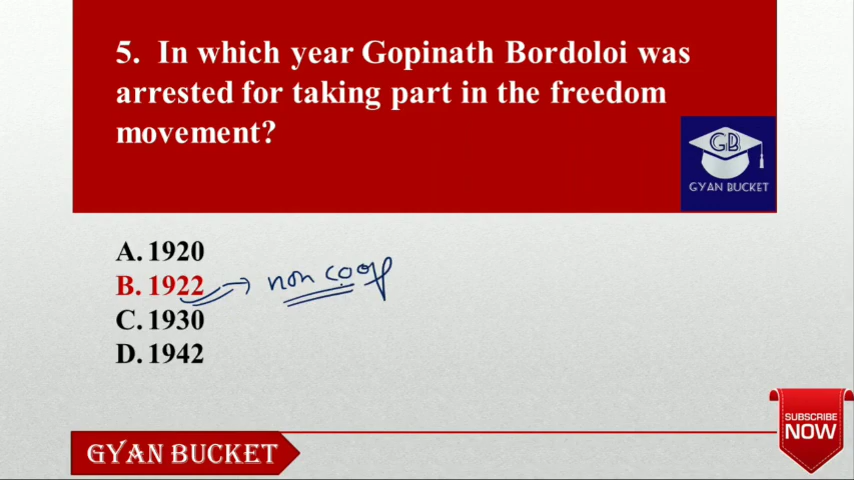 5. In which year Gopinath Bordoloi was
arrested for taking part in the freedom
movement?
GB
GYAN BUCKET
A. 1920
B. 1922 → non coop
C. 1930
D. 1942
SUBSCRIBE
NOW
GYAN BUCKET